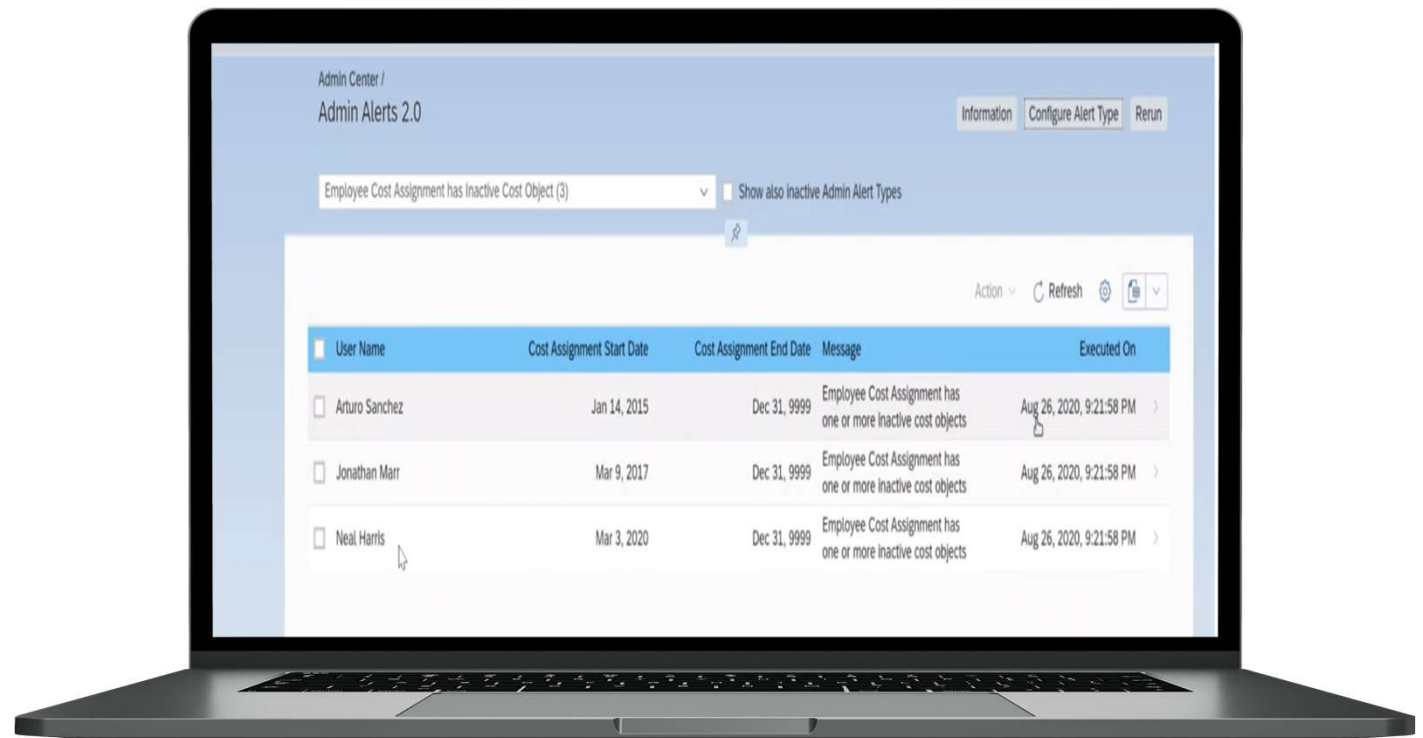 Admin Center /
Admin Alerts 2.0
Information Configure Alert Type Rerun
Employee Cost Assignment has Inactive Cost Object (3)
Show also inactive Admin Alert Types
Action Refresh
User Name Cost Assignment Start Date Cost Assignment End Date Message Executed On
Arturo Sanchez Jan 14, 2015 Dec 31, 9999 Employee Cost Assignment has
one or more inactive cost objects Aug 26, 2020, 9:21:58 PM
Jonathan Marr Mar 9, 2017 Dec 31, 9999 Employee Cost Assignment has
one or more inactive cost objects Aug 26, 2020, 9:21:58 PM
Neal Harris Mar 3, 2020 Dec 31, 9999 Employee Cost Assignment has
one or more inactive cost objects Aug 26, 2020, 9:21:58 PM